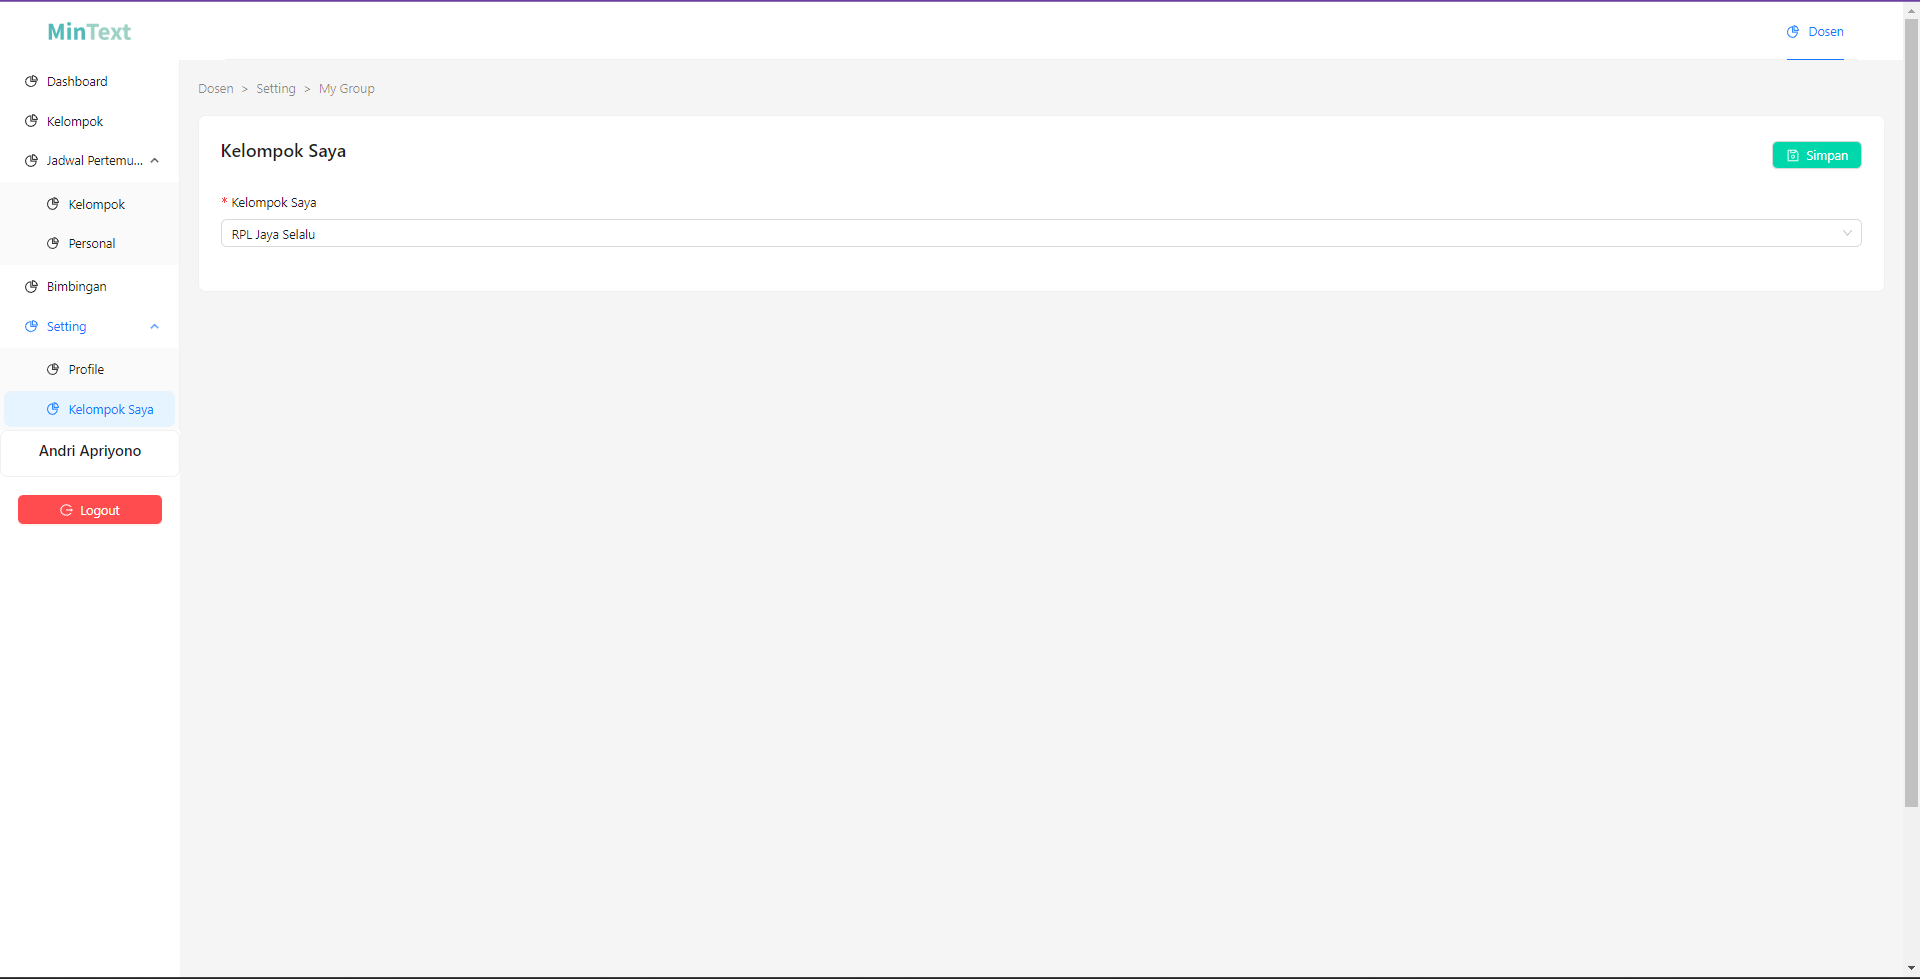 MinText
Dosen
Dashboard
Kelompok
Jadwal Pertemu...
Kelompok
Personal
Bimbingan
Setting
Profile
Kelompok Saya
Andri Apriyono
Logout
Dosen > Setting > My Group
Kelompok Saya
Simpan
* Kelompok Saya
RPL Jaya Selalu